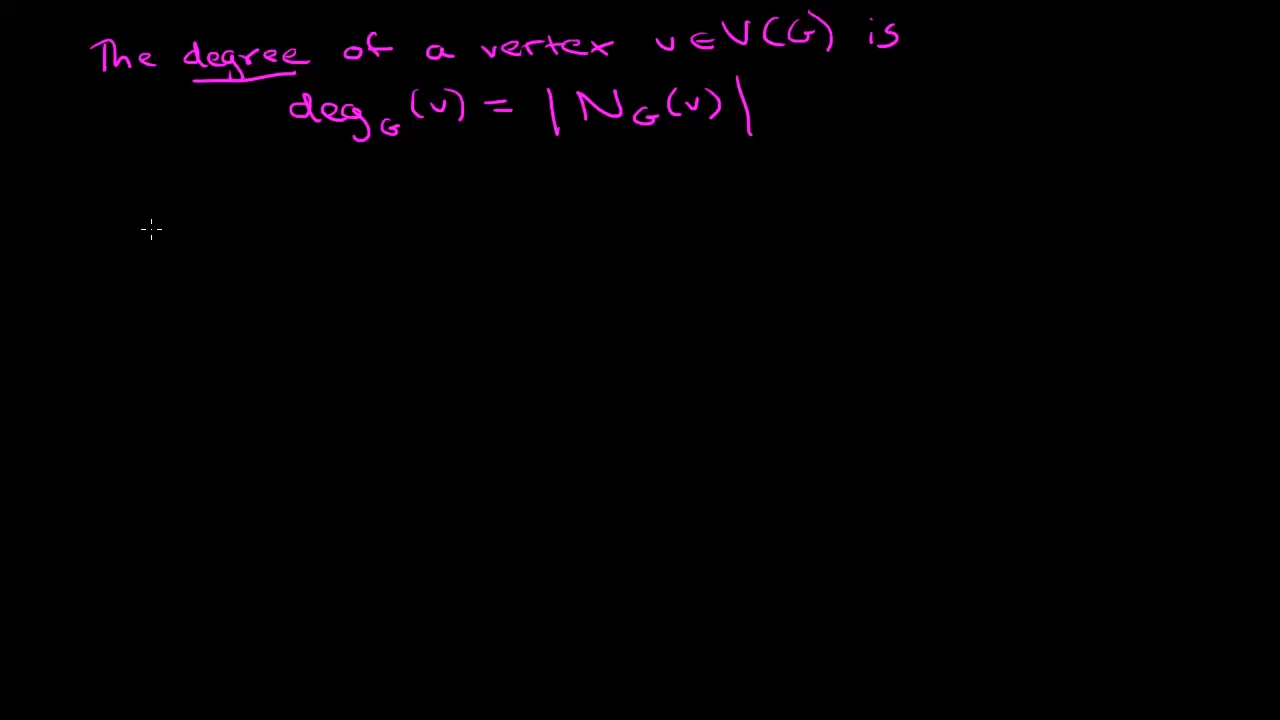 The degree of a vertex v∈V(G) is
deg_G(v) = |N_G(v)|